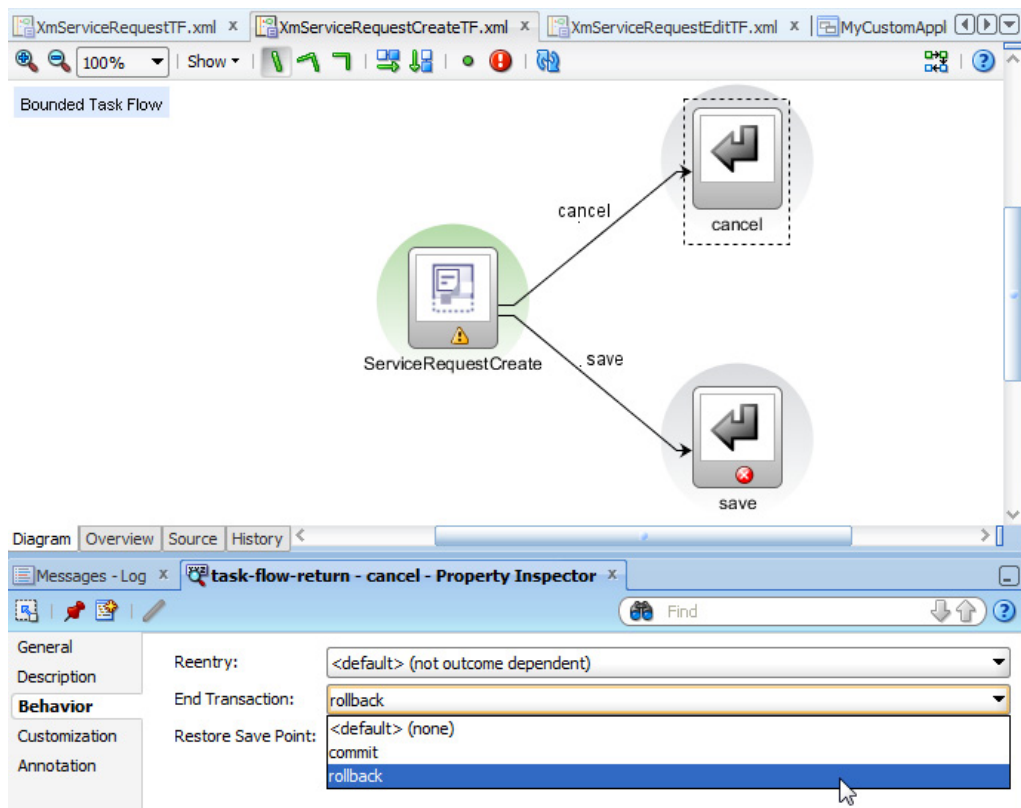 XmServiceRequestTF.xml x XmServiceRequestCreateTF.xml x XmServiceRequestEditTF.xml x MyCustomAppl
100% Show
Bounded Task Flow
cancel
cancel
ServiceRequestCreate
save
save
Diagram Overview Source History
Messages - Log x task-flow-return - cancel - Property Inspector x
Find
General
Description
Behavior
Customization
Annotation
Reentry: <default> (not outcome dependent)
End Transaction: rollback
Restore Save Point: <default> (none)
commit
rollback